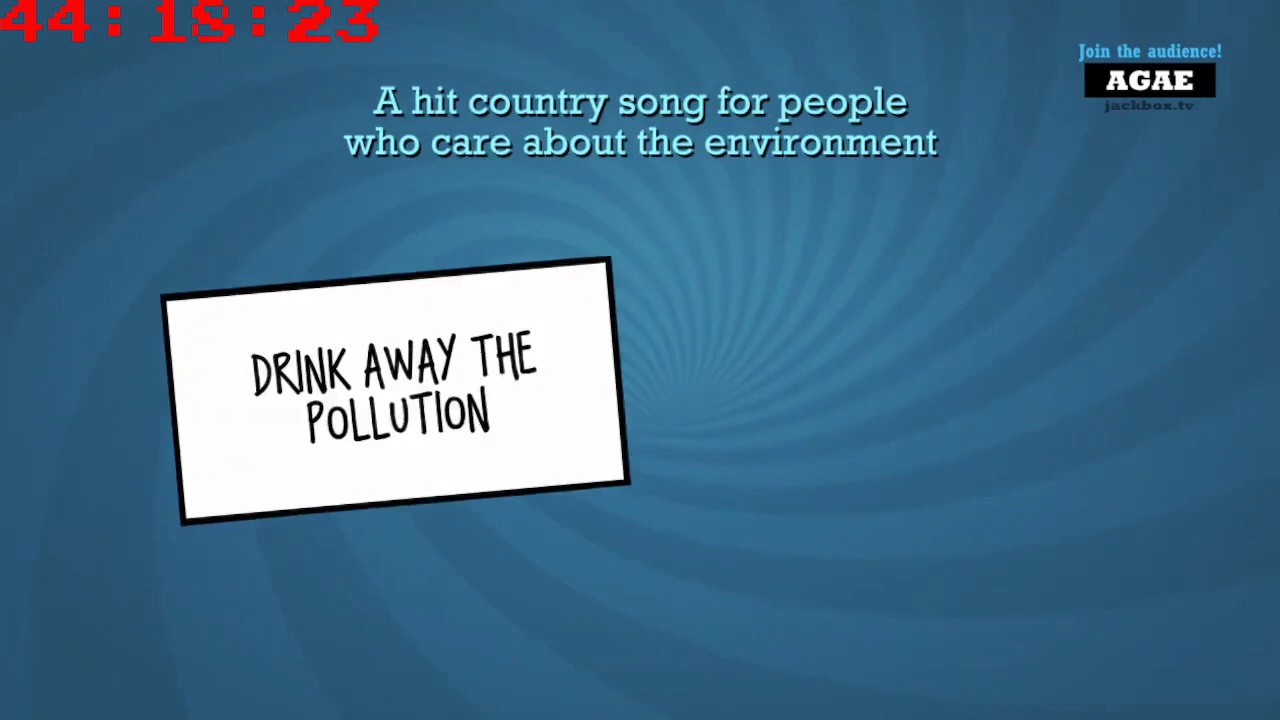 44:18:23
Join the audience!
AGAE
jackbox.tv
A hit country song for people
who care about the environment
DRINK AWAY THE
POLLUTION